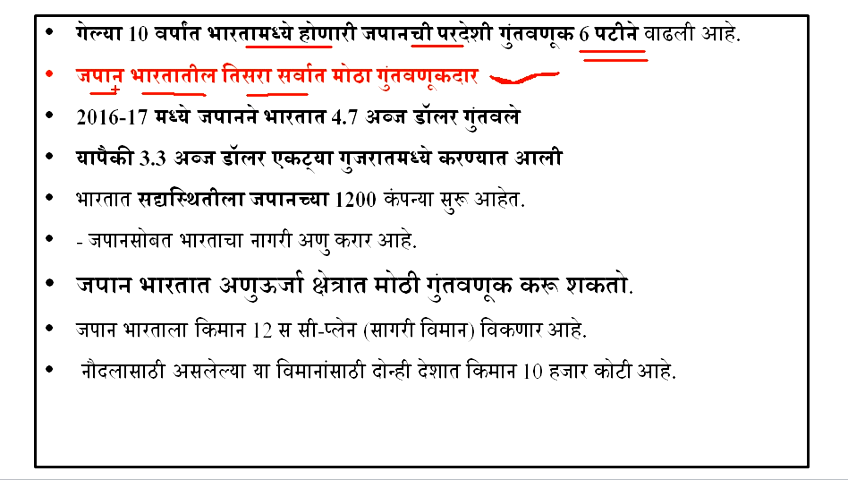 • गेल्या 10 वर्षांत भारतामध्ये होणारी जपानची परदेशी गुंतवणूक 6 पटीने वाढली आहे.
• जपान भारतातील तिसरा सर्वात मोठा गुंतवणूकदार
• 2016-17 मध्ये जपानने भारतात 4.7 अब्ज डॉलर गुंतवले
• यापैकी 3.3 अब्ज डॉलर एकट्या गुजरातमध्ये करण्यात आली
• भारतात सद्यस्थितीला जपानच्या 1200 कंपन्या सुरू आहेत.
• - जपानसोबत भारताचा नागरी अणु करार आहे.
• जपान भारतात अणुऊर्जा क्षेत्रात मोठी गुंतवणूक करू शकतो.
• जपान भारताला किमान 12 स सी-प्लेन (सागरी विमान) विकणार आहे.
• नौदलासाठी असलेल्या या विमानांसाठी दोन्ही देशात किमान 10 हजार कोटी आहे.